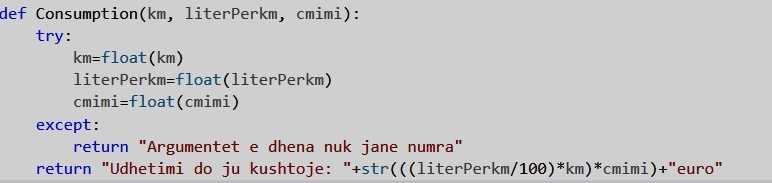 def Consumption(km, literPerkm, cmimi):
    try:
        km=float(km)
        literPerkm=float(literPerkm)
        cmimi=float(cmimi)
    except:
        return "Argumentet e dhena nuk jane numra"
    return "Udhetimi do ju kushtoje: "+str(((literPerkm/100)*km)*cmimi)+"euro"